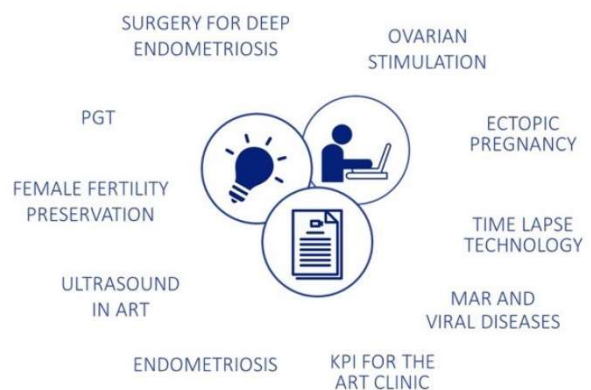 SURGERY FOR DEEP
ENDOMETRIOSIS
OVARIAN
STIMULATION
PGT
ECTOPIC
PREGNANCY
FEMALE FERTILITY
PRESERVATION
TIME LAPSE
TECHNOLOGY
ULTRASOUND
IN ART
MAR AND
VIRAL DISEASES
ENDOMETRIOSIS
KPI FOR THE
ART CLINIC